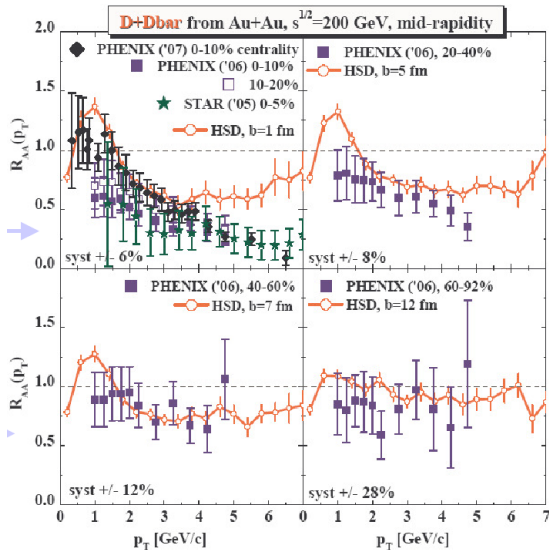 D+Dbar from Au+Au, s^1/2=200 GeV, mid-rapidity
PHENIX ('07) 0-10% centrality
PHENIX ('06) 0-10%
10-20%
STAR ('05) 0-5%
HSD, b=1 fm
syst +/- 6%
PHENIX ('06), 20-40%
HSD, b=5 fm
syst +/- 8%
R_AA(p_T)
2.0
1.5
1.0
0.5
0.0
PHENIX ('06), 40-60%
HSD, b=7 fm
syst +/- 12%
PHENIX ('06), 60-92%
HSD, b=12 fm
syst +/- 28%
R_AA(p_T)
1.5
1.0
0.5
0.0
0 1 2 3 4 5 6 0 1 2 3 4 5 6 7
p_T [GeV/c] p_T [GeV/c]